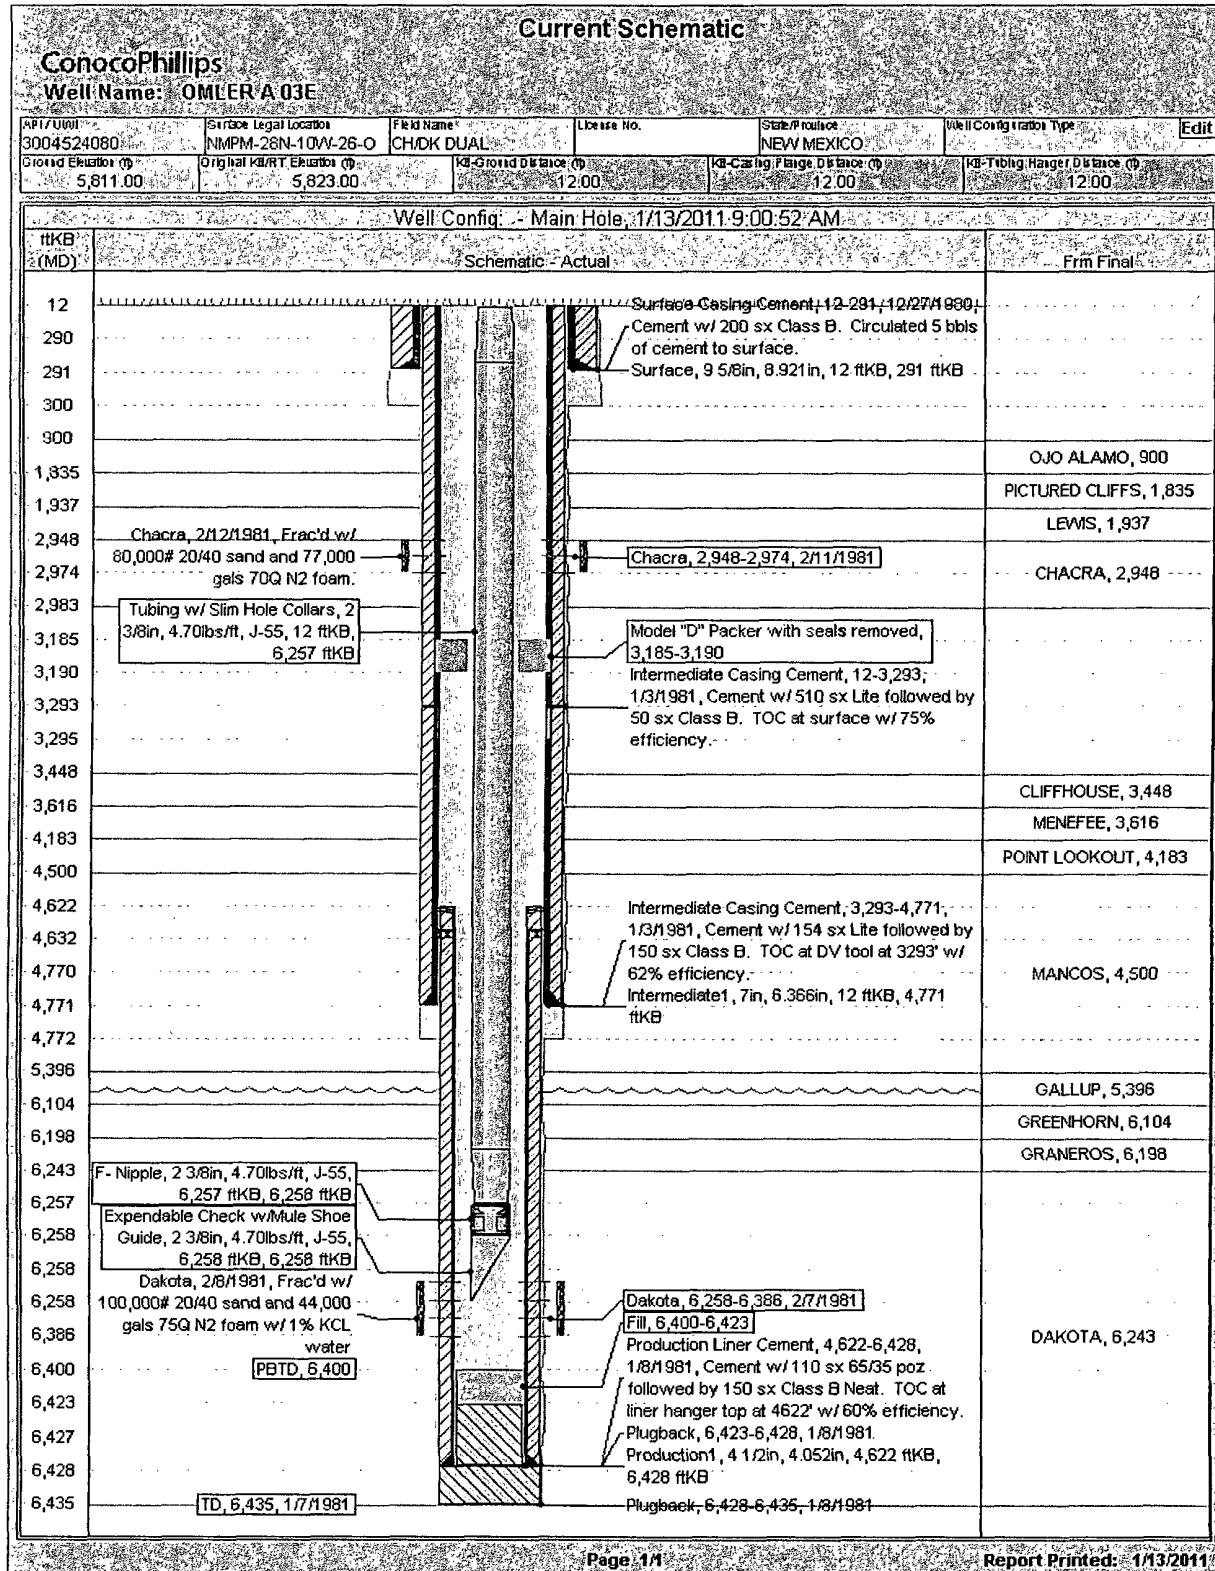 Current Schematic
ConocoPhillips
Well Name: OMLER A 03E
API / UWI
3004524080
Surface Legal Location
NMPM-28N-10W-26-O
Field Name
CH/DK DUAL
License No.
State/Province
NEW MEXICO
Well Configuration Type
Edit
Ground Elevation (ft)
5,811.00
Original KB/RT Elevation (ft)
5,823.00
KB-Ground Distance (ft)
12.00
KB-Casing Flange Distance (ft)
12.00
KB-Tubing Hanger Distance (ft)
12.00
Well Config: - Main Hole, 1/13/2011 9:00:52 AM
ftKB
(MD)
Schematic - Actual
Frm Final
12
290
291
300
900
1,835
1,937
2,948
2,974
2,983
3,185
3,190
3,293
3,295
3,448
3,616
4,183
4,500
4,622
4,632
4,770
4,771
4,772
5,396
6,104
6,198
6,243
6,257
6,258
6,258
6,258
6,386
6,400
6,423
6,427
6,428
6,435
Chacra, 2/12/1981, Frac'd w/
80,000# 20/40 sand and 77,000
gals 70Q N2 foam.
Tubing w/ Slim Hole Collars, 2
3/8in, 4.70lbs/ft, J-55, 12 ftKB,
6,257 ftKB
F- Nipple, 2 3/8in, 4.70lbs/ft, J-55,
6,257 ftKB, 6,258 ftKB
Expendable Check w/Mule Shoe
Guide, 2 3/8in, 4.70lbs/ft, J-55,
6,258 ftKB, 6,258 ftKB
Dakota, 2/8/1981, Frac'd w/
100,000# 20/40 sand and 44,000
gals 75Q N2 foam w/ 1% KCL
water
PBTD, 6,400
TD, 6,435, 1/7/1981
Surface Casing Cement, 12-291, 12/27/1980,
Cement w/ 200 sx Class B. Circulated 5 bbls
of cement to surface.
Surface, 9 5/8in, 8.921in, 12 ftKB, 291 ftKB
Chacra, 2,948-2,974, 2/11/1981
Model "D" Packer with seals removed,
3,185-3,190
Intermediate Casing Cement, 12-3,293,
1/3/1981, Cement w/ 510 sx Lite followed by
50 sx Class B. TOC at surface w/ 75%
efficiency.
Intermediate Casing Cement, 3,293-4,771,
1/3/1981, Cement w/ 154 sx Lite followed by
150 sx Class B. TOC at DV tool at 3293' w/
62% efficiency.
Intermediate1, 7in, 6.366in, 12 ftKB, 4,771
ftKB
Dakota, 6,258-6,386, 2/7/1981
Fill, 6,400-6,423
Production Liner Cement, 4,622-6,428,
1/8/1981, Cement w/ 110 sx 65/35 poz
followed by 150 sx Class B Neat. TOC at
liner hanger top at 4622' w/ 60% efficiency.
Plugback, 6,423-6,428, 1/8/1981
Production1, 4 1/2in, 4.052in, 4,622 ftKB,
6,428 ftKB
Plugback, 6,428-6,435, 1/8/1981
OJO ALAMO, 900
PICTURED CLIFFS, 1,835
LEWIS, 1,937
CHACRA, 2,948
CLIFFHOUSE, 3,448
MENEFEE, 3,616
POINT LOOKOUT, 4,183
MANCOS, 4,500
GALLUP, 5,396
GREENHORN, 6,104
GRANEROS, 6,198
DAKOTA, 6,243
Page 1/1
Report Printed: 1/13/2011